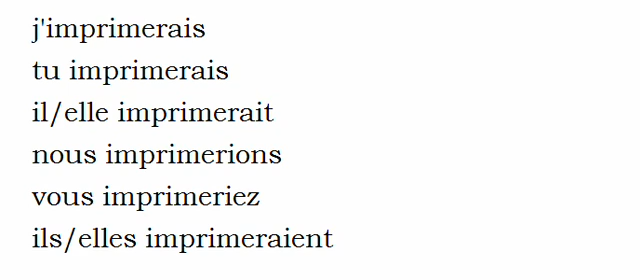 j'imprimerais
tu imprimerais
il/elle imprimerait
nous imprimerions
vous imprimeriez
ils/elles imprimeraient